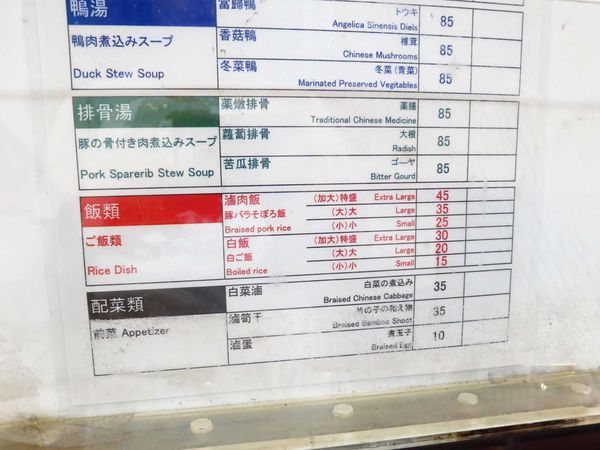 鴨湯
鴨肉煮込みスープ
Duck Stew Soup
當歸鴨 トウキ
Angelica Sinensis Diels 85
香菇鴨 椎茸
Chinese Mushrooms 85
冬菜鴨 冬菜(青菜)
Marinated Preserved Vegitables 85
排骨湯
豚の骨付き肉煮込みスープ
Pork Sparerib Stew Soup
藥燉排骨 薬膳
Traditional Chinese Medicine 85
蘿蔔排骨 大根
Radish 85
苦瓜排骨 ゴーヤ
Bitter Gourd 85
飯類
ご飯類
Rice Dish
滷肉飯 (加大)特盛 Extra Large 45
豚バラそぼろ飯 (大)大 Large 35
Braised pork rice (小)小 Small 25
白飯 (加大)特盛 Extra Large 30
白ご飯 (大)大 Large 20
Boiled rice (小)小 Small 15
配菜類
前菜 Appetizer
白菜滷 白菜の煮込み
Braised Chinese Cabbage 35
滷筍干 竹の子の和え物
Braised Bamboo Shoot 35
滷蛋 煮玉子
Braised Egg 10